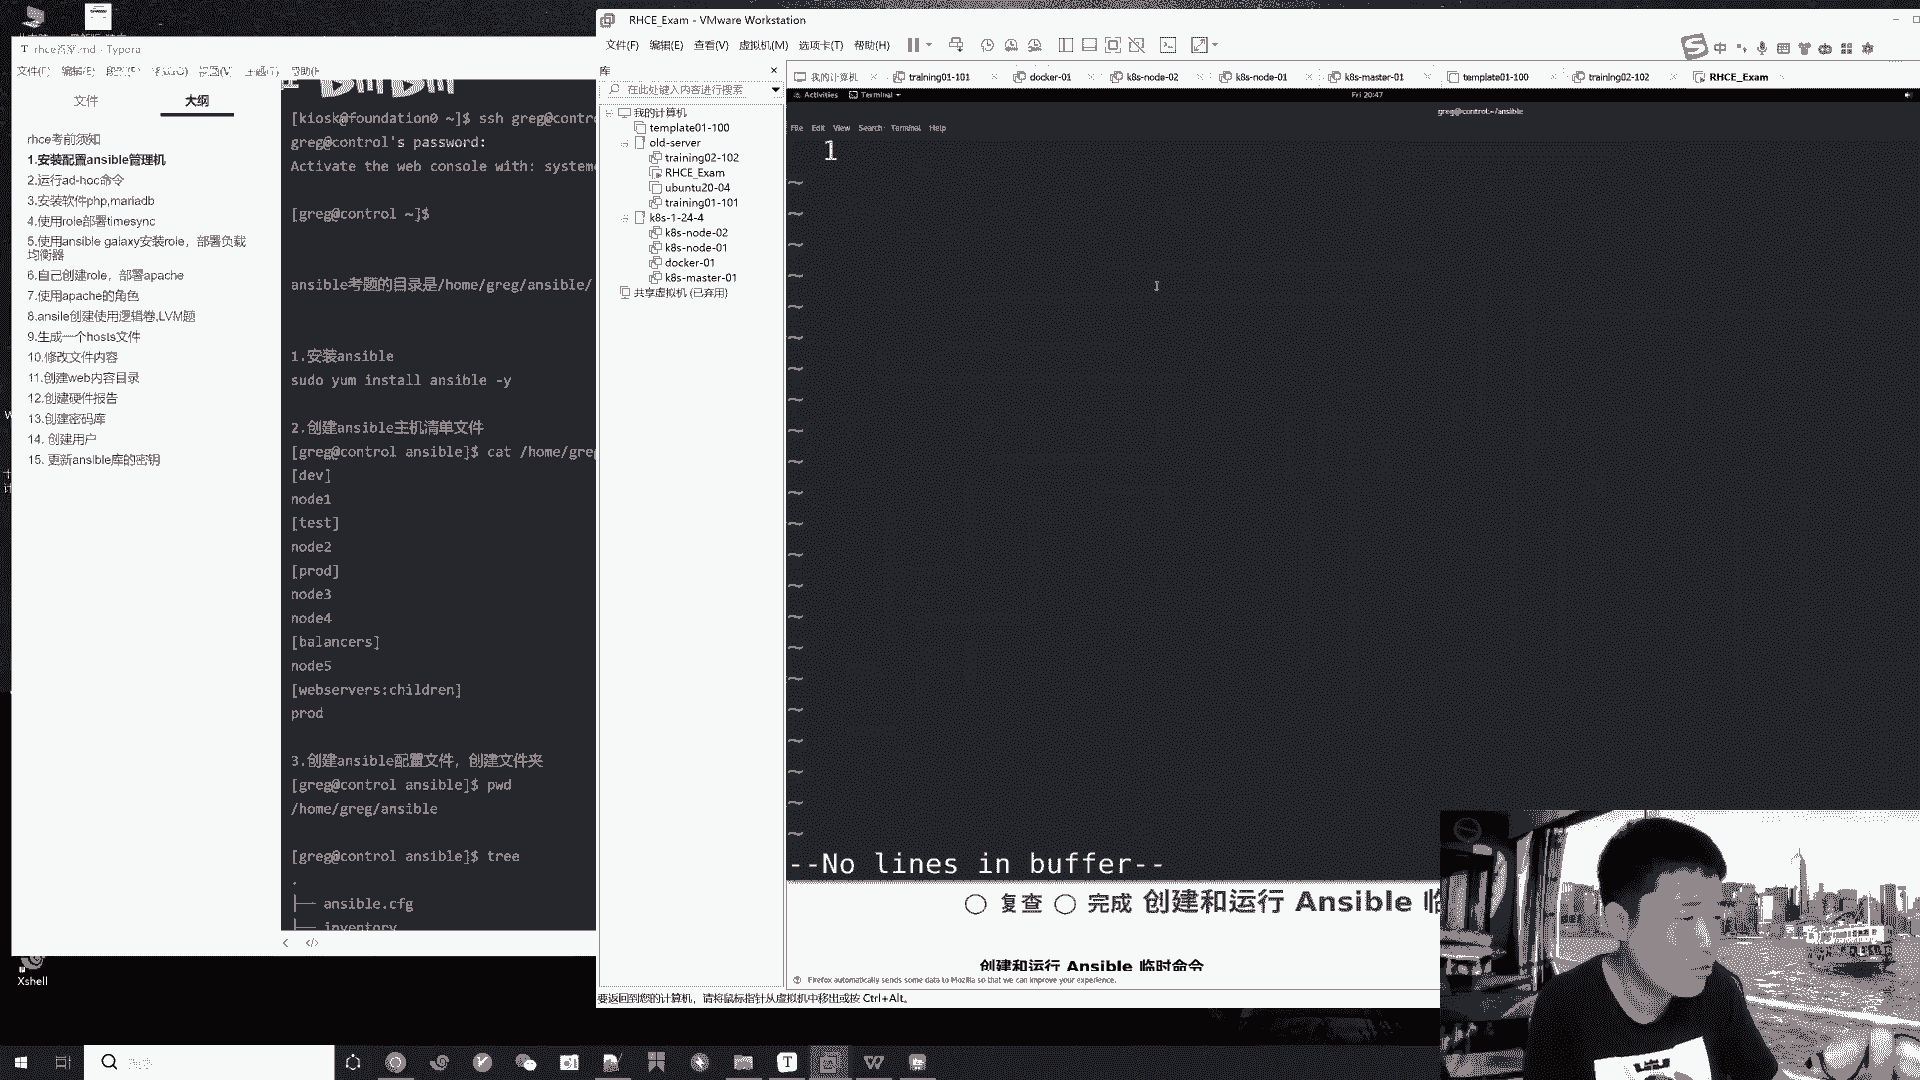 RHCE_Exam - VMware Workstation
T rhce答案.md - Typora
文件(F) 编辑(E) 查看(V) 虚拟机(M) 选项卡(T) 帮助(H)
文件 大纲
rhce考前须知
1.安装配置ansible管理机
2.运行ad-hoc命令
3.安装软件php,mariadb
4.使用role部署timesync
5.使用ansible galaxy安装role，部署负载
均衡器
6.自己创建role，部署apache
7.使用apache的角色
8.ansile创建使用逻辑卷,LVM题
9.生成一个hosts文件
10.修改文件内容
11.创建web内容目录
12.创建硬件报告
13.创建密码库
14. 创建用户
15. 更新ansible库的密钥
[kiosk@foundation0 ~]$ ssh greg@contr
greg@control's password:
Activate the web console with: system
[greg@control ~]$
ansible考题的目录是/home/greg/ansible/
1.安装ansible
sudo yum install ansible -y
2.创建ansible主机清单文件
[greg@control ansible]$ cat /home/greg
[dev]
node1
[test]
node2
[prod]
node3
node4
[balancers]
node5
[webservers:children]
prod
3.创建ansible配置文件，创建文件夹
[greg@control ansible]$ pwd
/home/greg/ansible
[greg@control ansible]$ tree
.
├── ansible.cfg
├── inventory
库
在此处键入内容进行搜索
我的计算机
template01-100
old-server
training02-102
RHCE_Exam
ubuntu20-04
training01-101
k8s-1-24-4
k8s-node-02
k8s-node-01
docker-01
k8s-master-01
共享虚拟机 (已弃用)
我的计算机 training01-101 docker-01 k8s-node-02 k8s-node-01 k8s-master-01 template01-100 training02-102 RHCE_Exam
Activities Terminal Fri 20:47
greg@control:~/ansible
File Edit View Search Terminal Help
1
--No lines in buffer--
复查 完成 创建和运行 Ansible 临
创建和运行 Ansible 临时命令
Firefox automatically sends some data to Mozilla so that we can improve your experience.
要返回到您的计算机，请将鼠标指针从虚拟机中移出或按 Ctrl+Alt。
Xshell